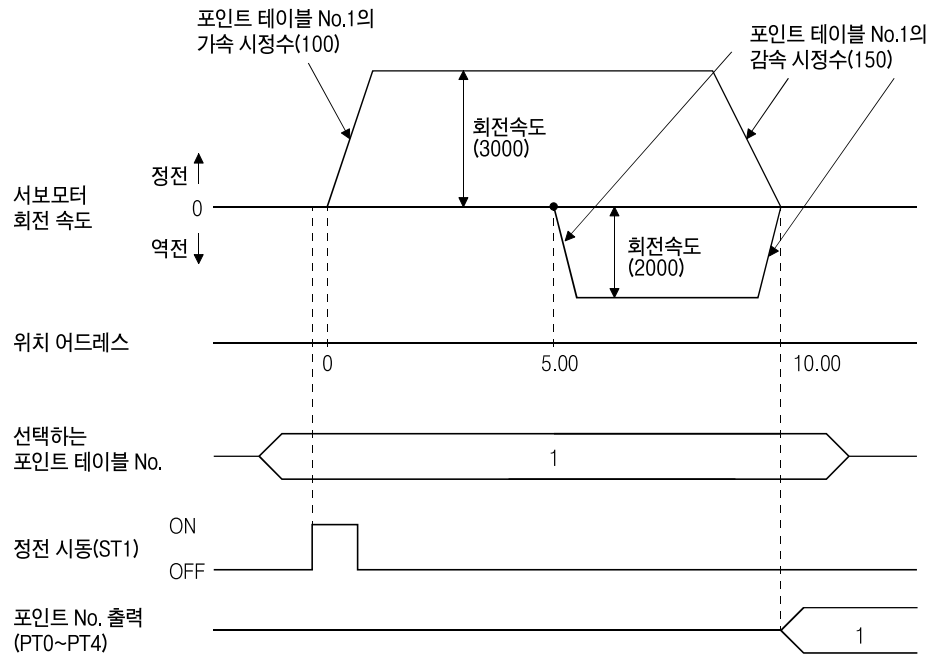 포인트 테이블 No.1의
가속 시정수(100)
포인트 테이블 No.1의
감속 시정수(150)
회전속도
(3000)
정전
서보모터
회전 속도
0
역전
회전속도
(2000)
위치 어드레스
0
5.00
10.00
선택하는
포인트 테이블 No.
1
정전 시동(ST1)
ON
OFF
포인트 No. 출력
(PT0~PT4)
1